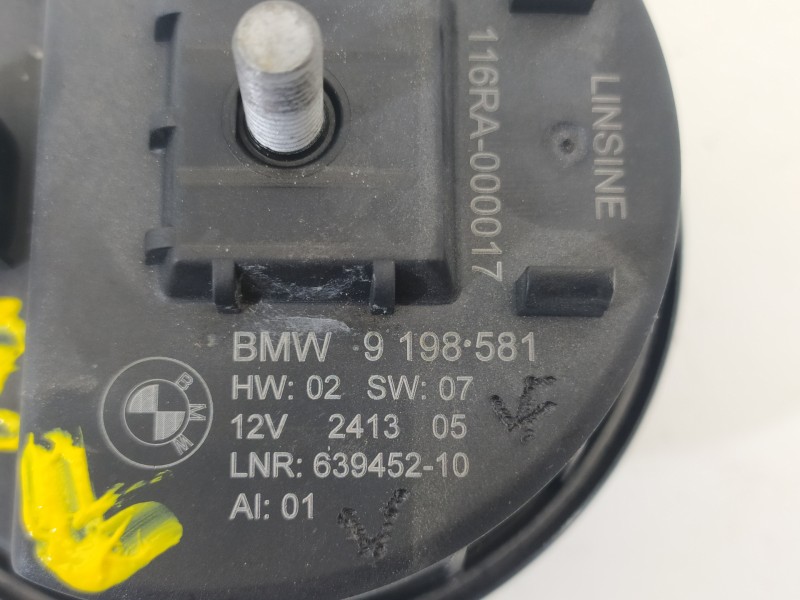 116RA-000017
LINSINE
BMW 9 198·581
BMW
HW: 02 SW: 07
12V 2413 05
LNR: 639452-10
AI: 01